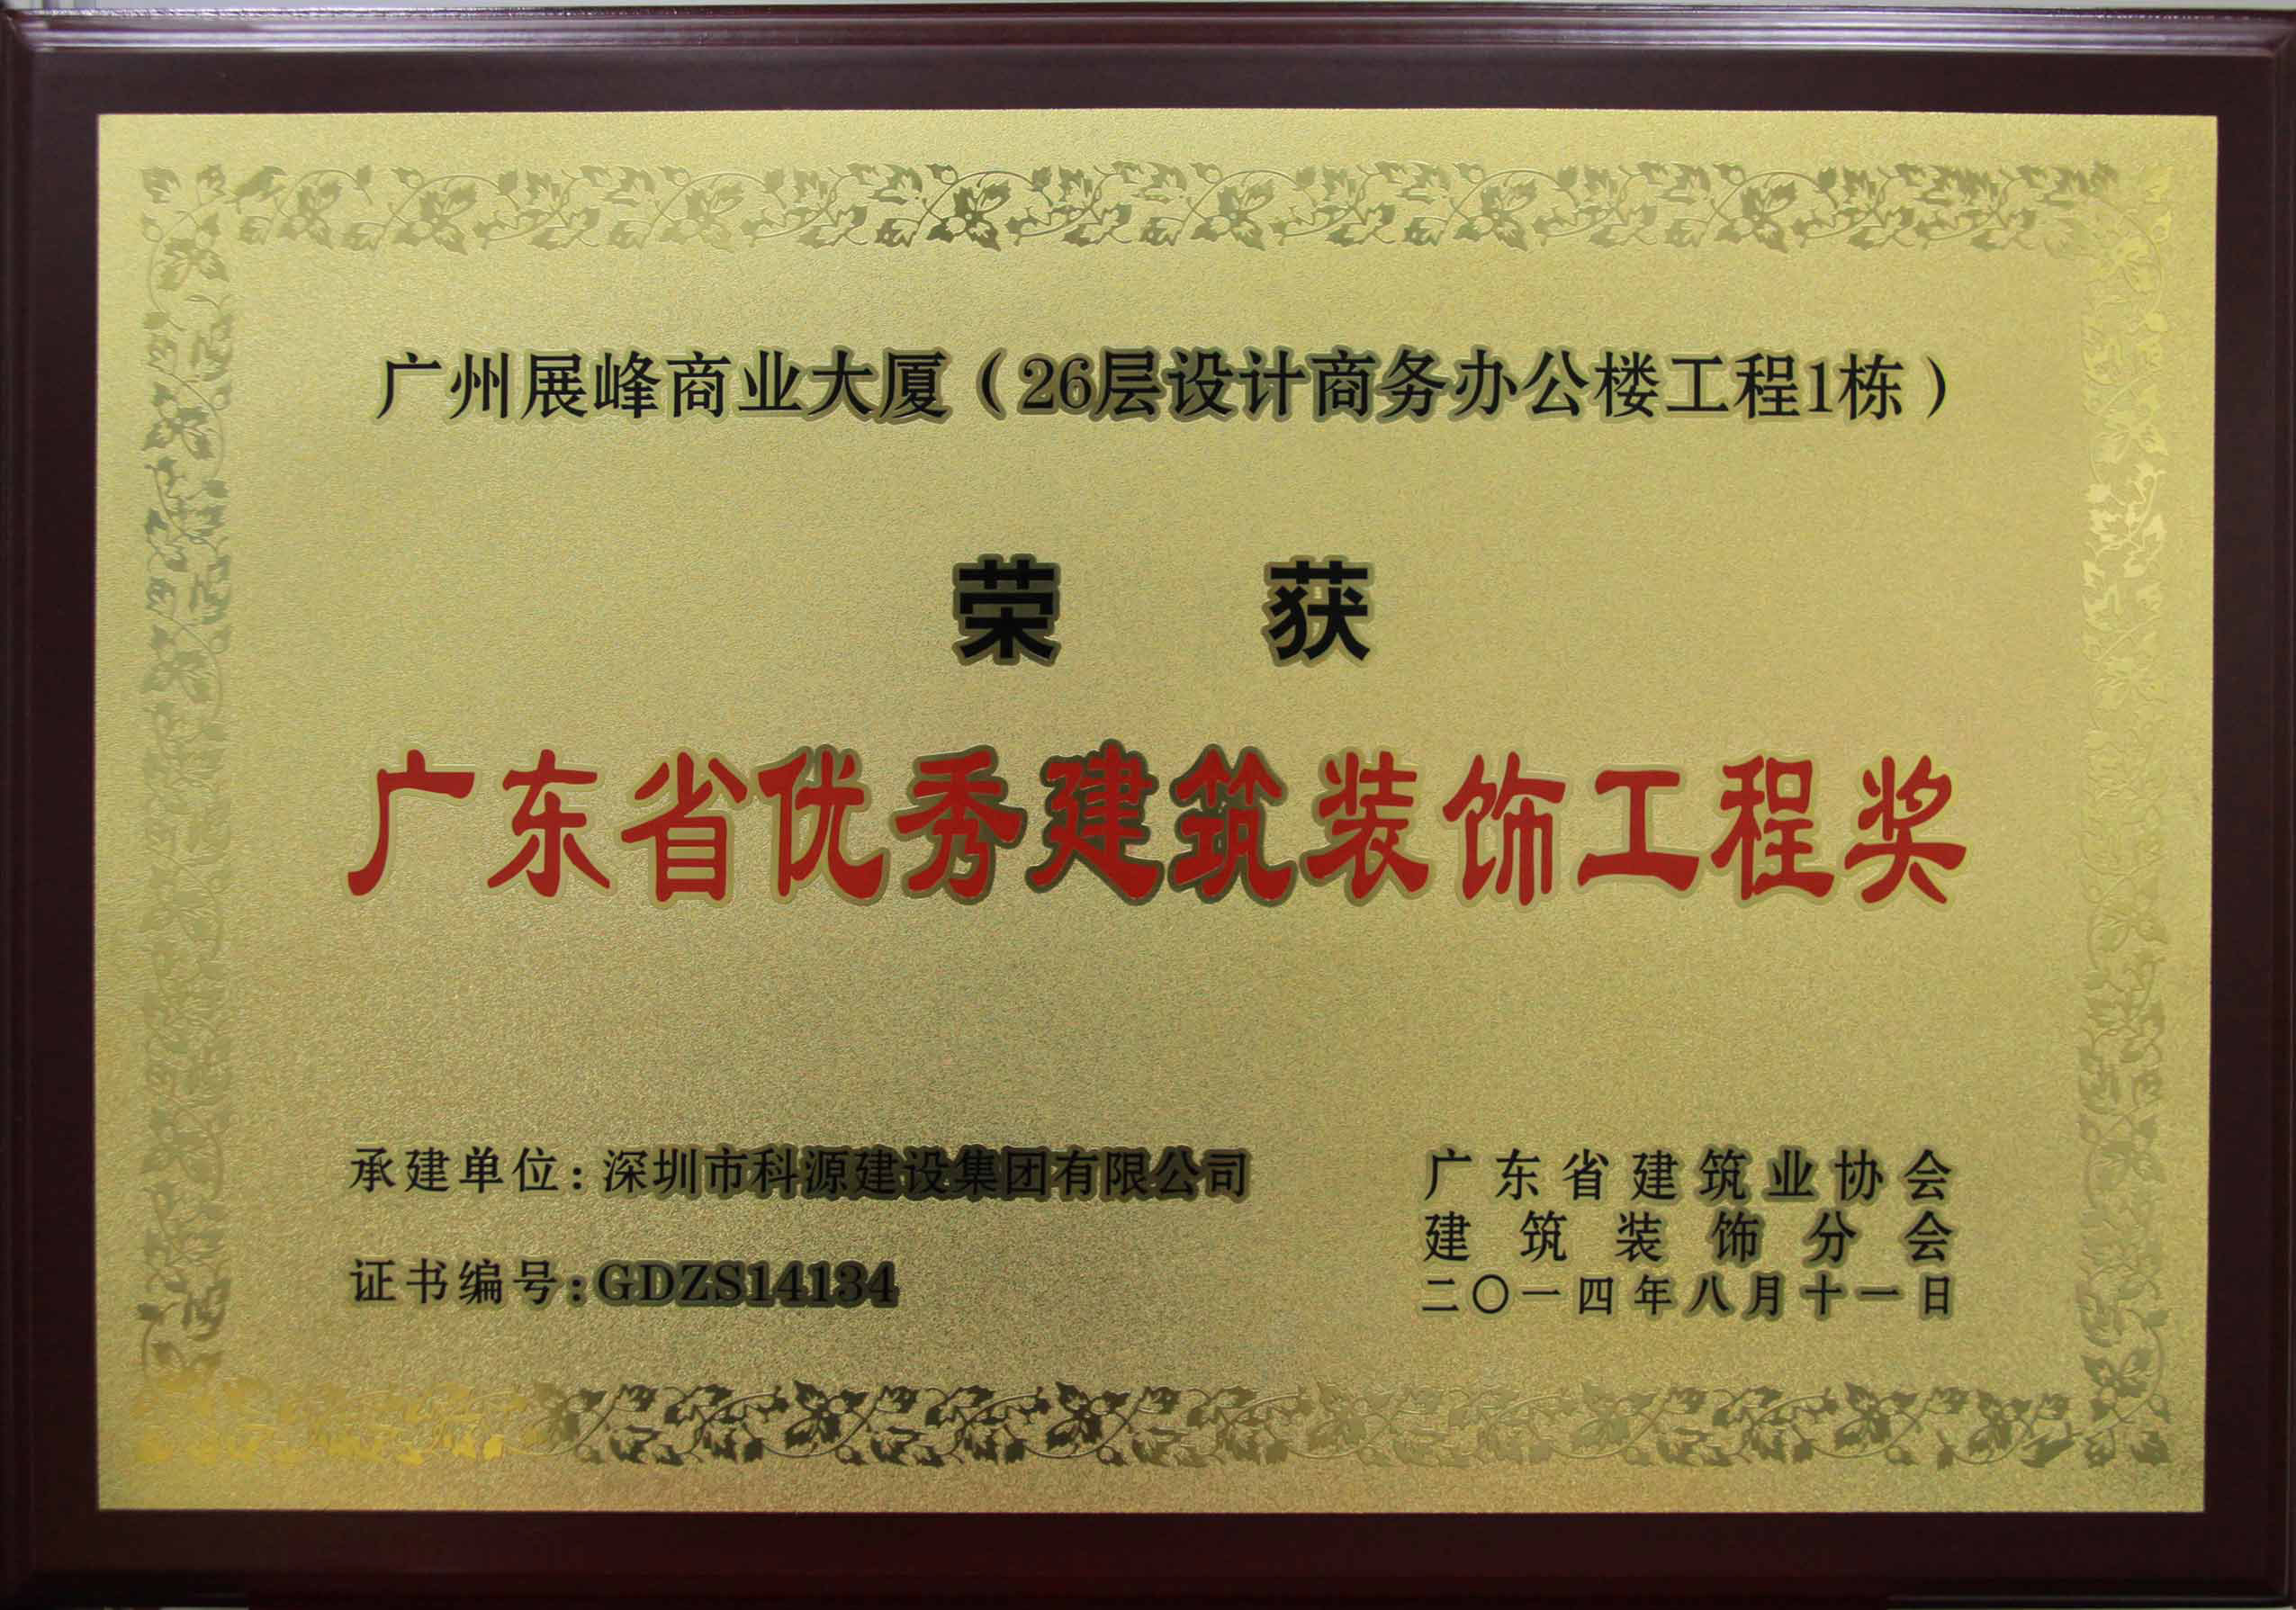 广州展峰商业大厦（26层设计商务办公楼工程1栋）
荣获
广东省优秀建筑装饰工程奖
承建单位：深圳市科源建设集团有限公司
证书编号：GDZS14134
广东省建筑业协会
建筑装饰分会
二〇一四年八月十一日